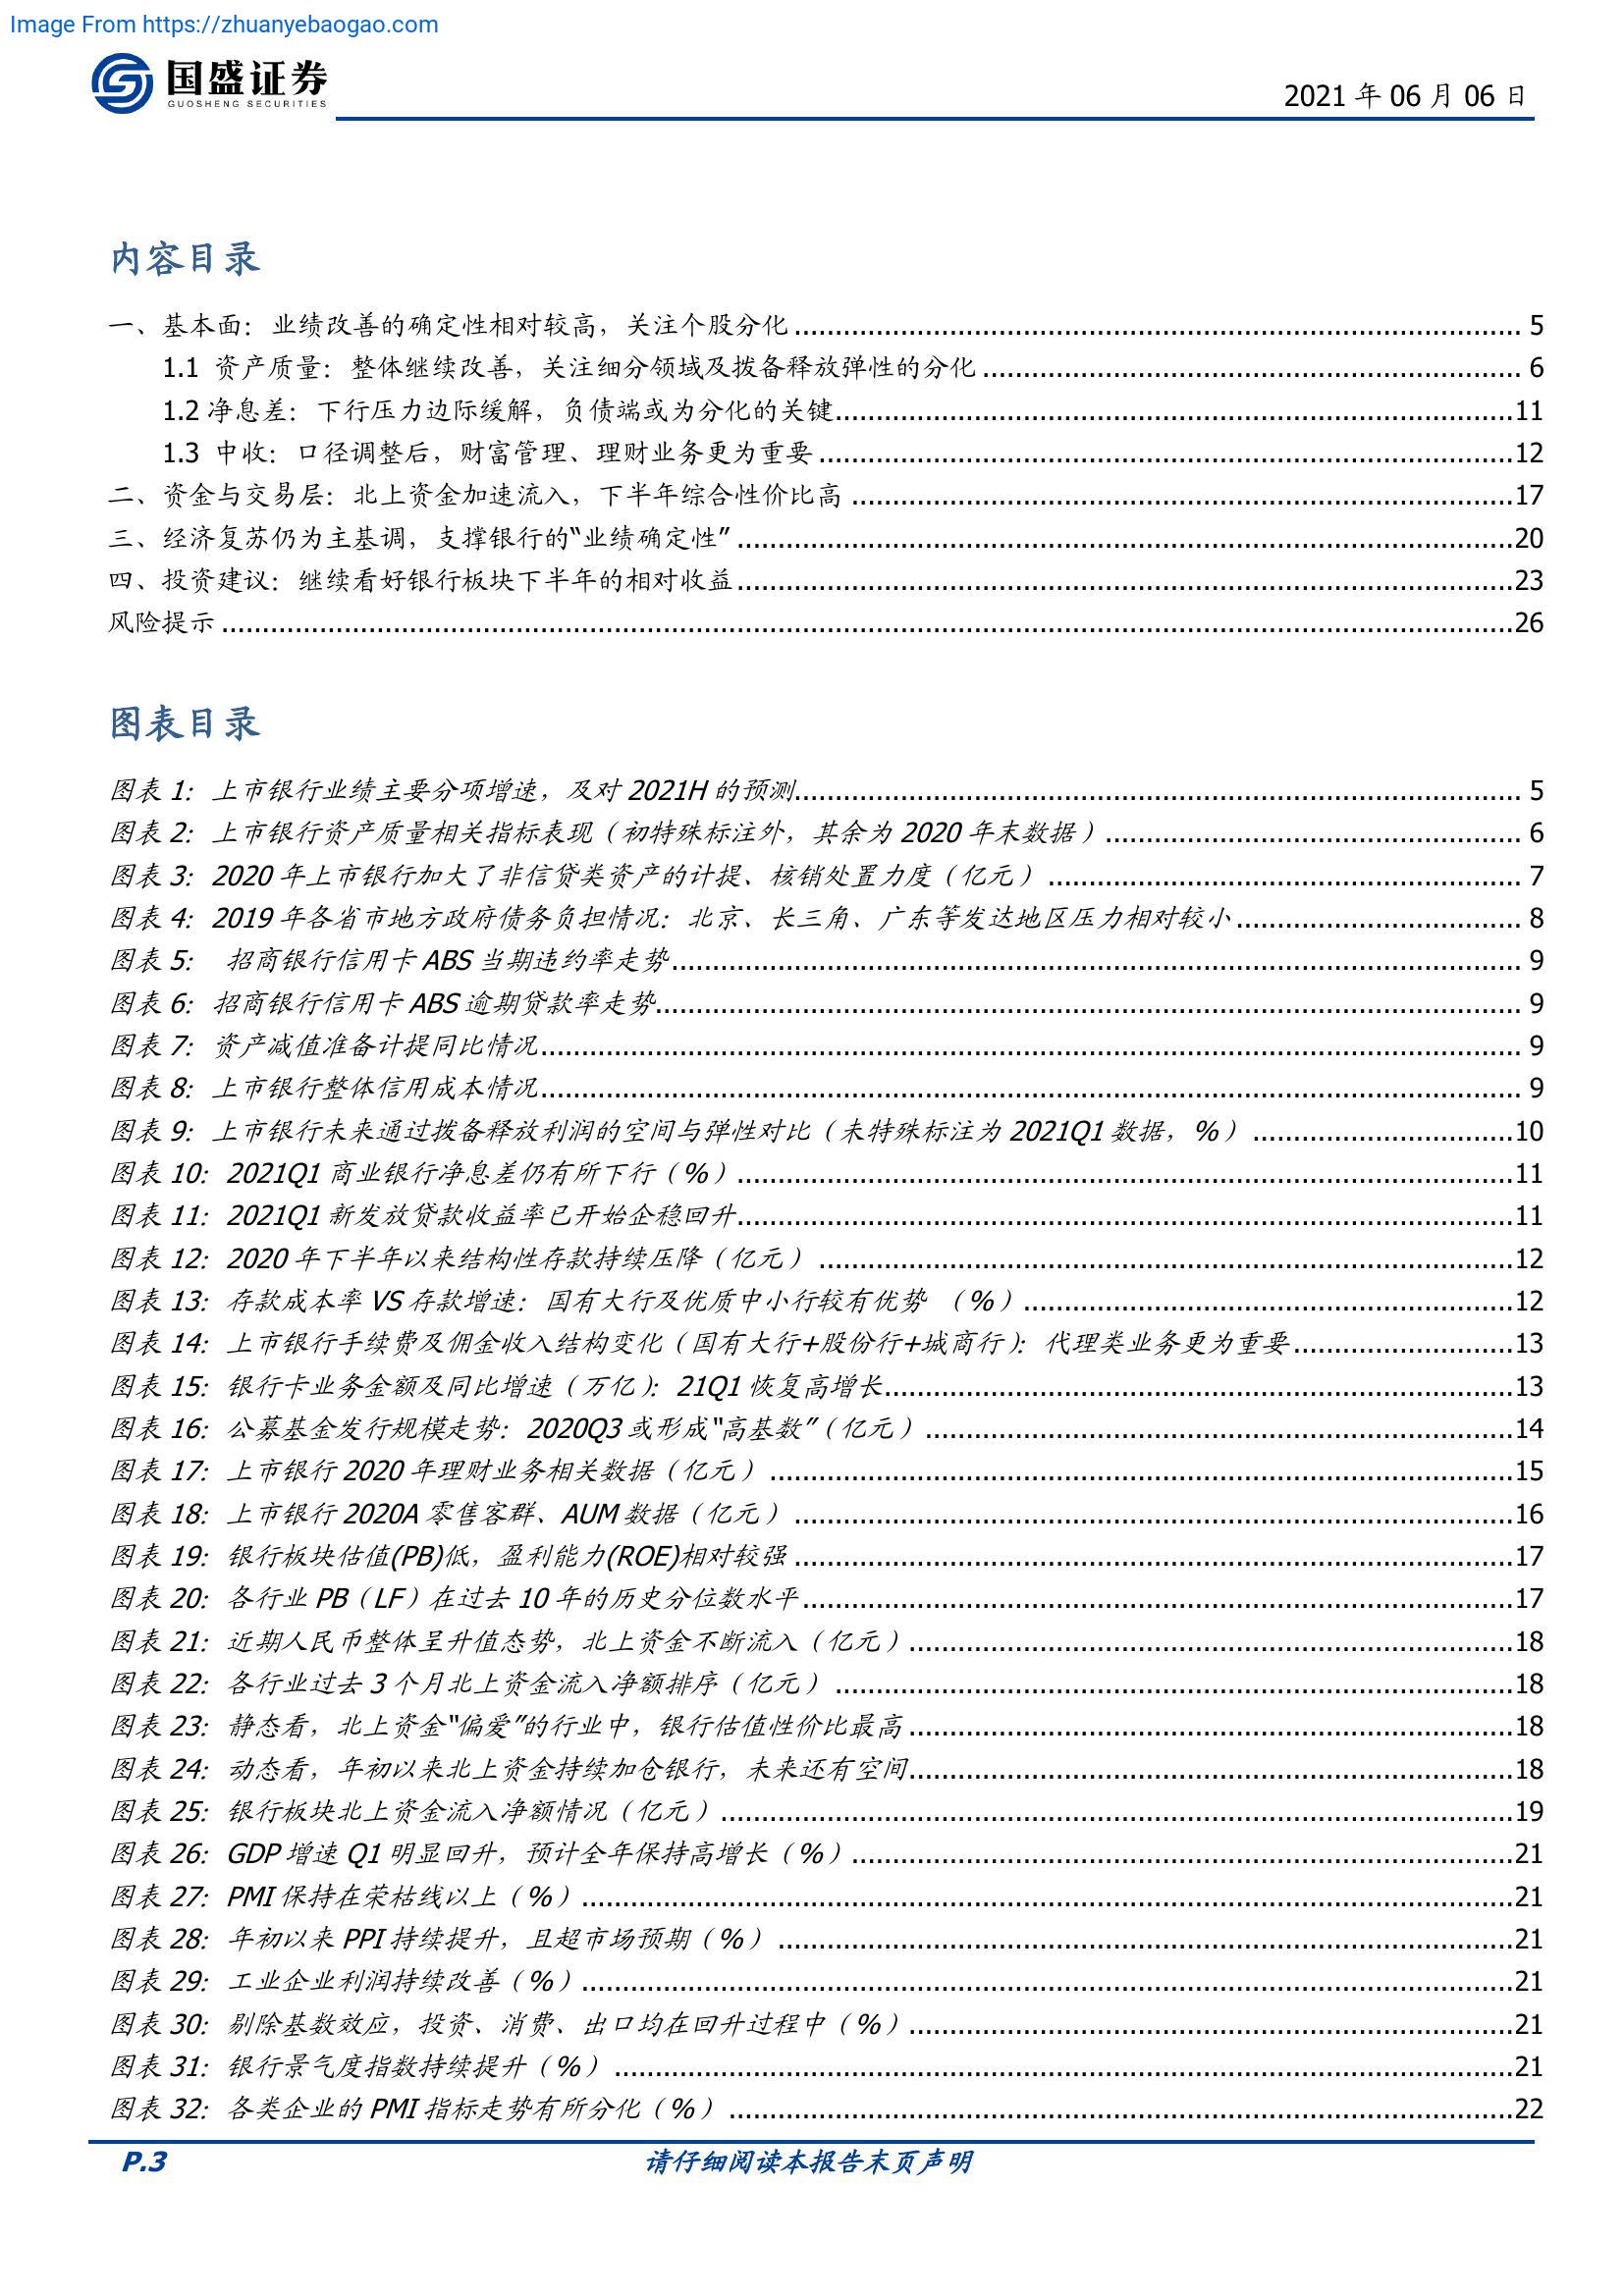 Image From https://zhuanyebaogao.com
国盛证券
GUOSHENG SECURITIES
2021 年 06 月 06 日
内容目录
一、基本面：业绩改善的确定性相对较高，关注个股分化 ........ 5
1.1 资产质量：整体继续改善，关注细分领域及拨备释放弹性的分化 ........ 6
1.2 净息差：下行压力边际缓解，负债端或为分化的关键........11
1.3 中收：口径调整后，财富管理、理财业务更为重要 ........12
二、资金与交易层：北上资金加速流入，下半年综合性价比高 ........17
三、经济复苏仍为主基调，支撑银行的“业绩确定性” ........20
四、投资建议：继续看好银行板块下半年的相对收益 ........23
风险提示 ........26
图表目录
图表 1：上市银行业绩主要分项增速，及对 2021H 的预测........ 5
图表 2：上市银行资产质量相关指标表现（初特殊标注外，其余为 2020 年末数据） ........ 6
图表 3：2020 年上市银行加大了非信贷类资产的计提、核销处置力度（亿元） ........ 7
图表 4：2019 年各省市地方政府债务负担情况：北京、长三角、广东等发达地区压力相对较小 ........ 8
图表 5： 招商银行信用卡 ABS 当期违约率走势........ 9
图表 6：招商银行信用卡 ABS 逾期贷款率走势........ 9
图表 7：资产减值准备计提同比情况........ 9
图表 8：上市银行整体信用成本情况........ 9
图表 9：上市银行未来通过拨备释放利润的空间与弹性对比（未特殊标注为 2021Q1 数据，%） ........10
图表 10：2021Q1 商业银行净息差仍有所下行（%）........11
图表 11：2021Q1 新发放贷款收益率已开始企稳回升........11
图表 12：2020 年下半年以来结构性存款持续压降（亿元） ........12
图表 13：存款成本率 VS 存款增速：国有大行及优质中小行较有优势 （%）........12
图表 14：上市银行手续费及佣金收入结构变化（国有大行+股份行+城商行）：代理类业务更为重要........13
图表 15：银行卡业务金额及同比增速（万亿）：21Q1 恢复高增长........13
图表 16：公募基金发行规模走势：2020Q3 或形成“高基数”（亿元） ........14
图表 17：上市银行 2020 年理财业务相关数据（亿元） ........15
图表 18：上市银行 2020A 零售客群、AUM 数据（亿元） ........16
图表 19：银行板块估值(PB)低，盈利能力(ROE)相对较强 ........17
图表 20：各行业 PB（LF）在过去 10 年的历史分位数水平........17
图表 21：近期人民币整体呈升值态势，北上资金不断流入（亿元）........18
图表 22：各行业过去 3 个月北上资金流入净额排序（亿元） ........18
图表 23：静态看，北上资金“偏爱”的行业中，银行估值性价比最高 ........18
图表 24：动态看，年初以来北上资金持续加仓银行，未来还有空间........18
图表 25：银行板块北上资金流入净额情况（亿元） ........19
图表 26：GDP 增速 Q1 明显回升，预计全年保持高增长（%）........21
图表 27：PMI 保持在荣枯线以上（%）........21
图表 28：年初以来 PPI 持续提升，且超市场预期（%） ........21
图表 29：工业企业利润持续改善（%）........21
图表 30：剔除基数效应，投资、消费、出口均在回升过程中（%）........21
图表 31：银行景气度指数持续提升（%） ........21
图表 32：各类企业的 PMI 指标走势有所分化（%） ........22
P.3
请仔细阅读本报告末页声明